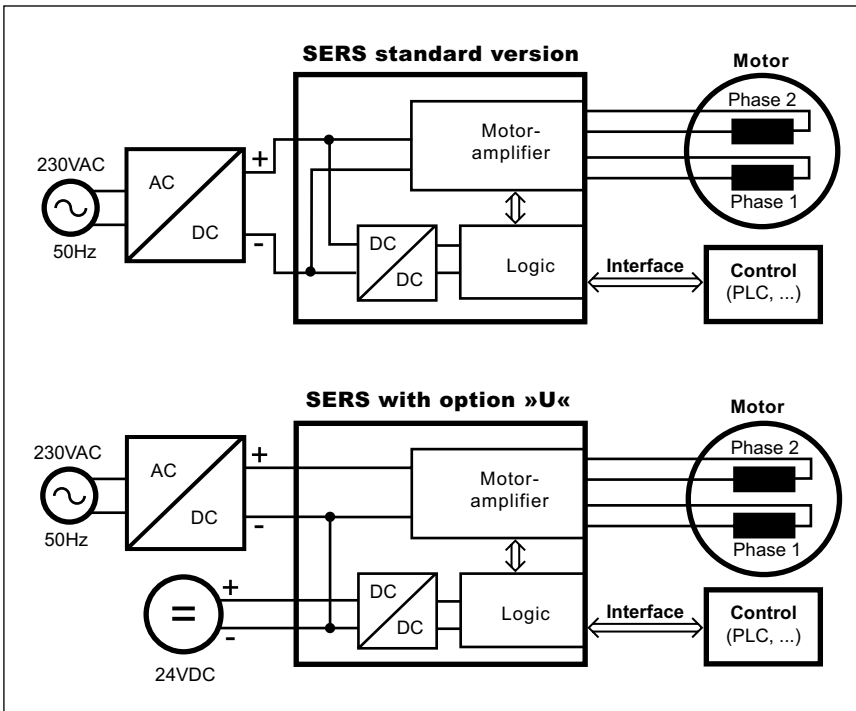 SERS standard version
Motor
Phase 2
Motor-
amplifier
230VAC
+
AC
DC
-
50Hz
Phase 1
DC
DC
Logic
Interface
Control
(PLC, ...)
SERS with option »U«
Motor
Phase 2
230VAC
+
AC
Motor-
amplifier
DC
-
50Hz
Phase 1
+
DC
DC
=
-
Logic
Interface
Control
(PLC, ...)
24VDC